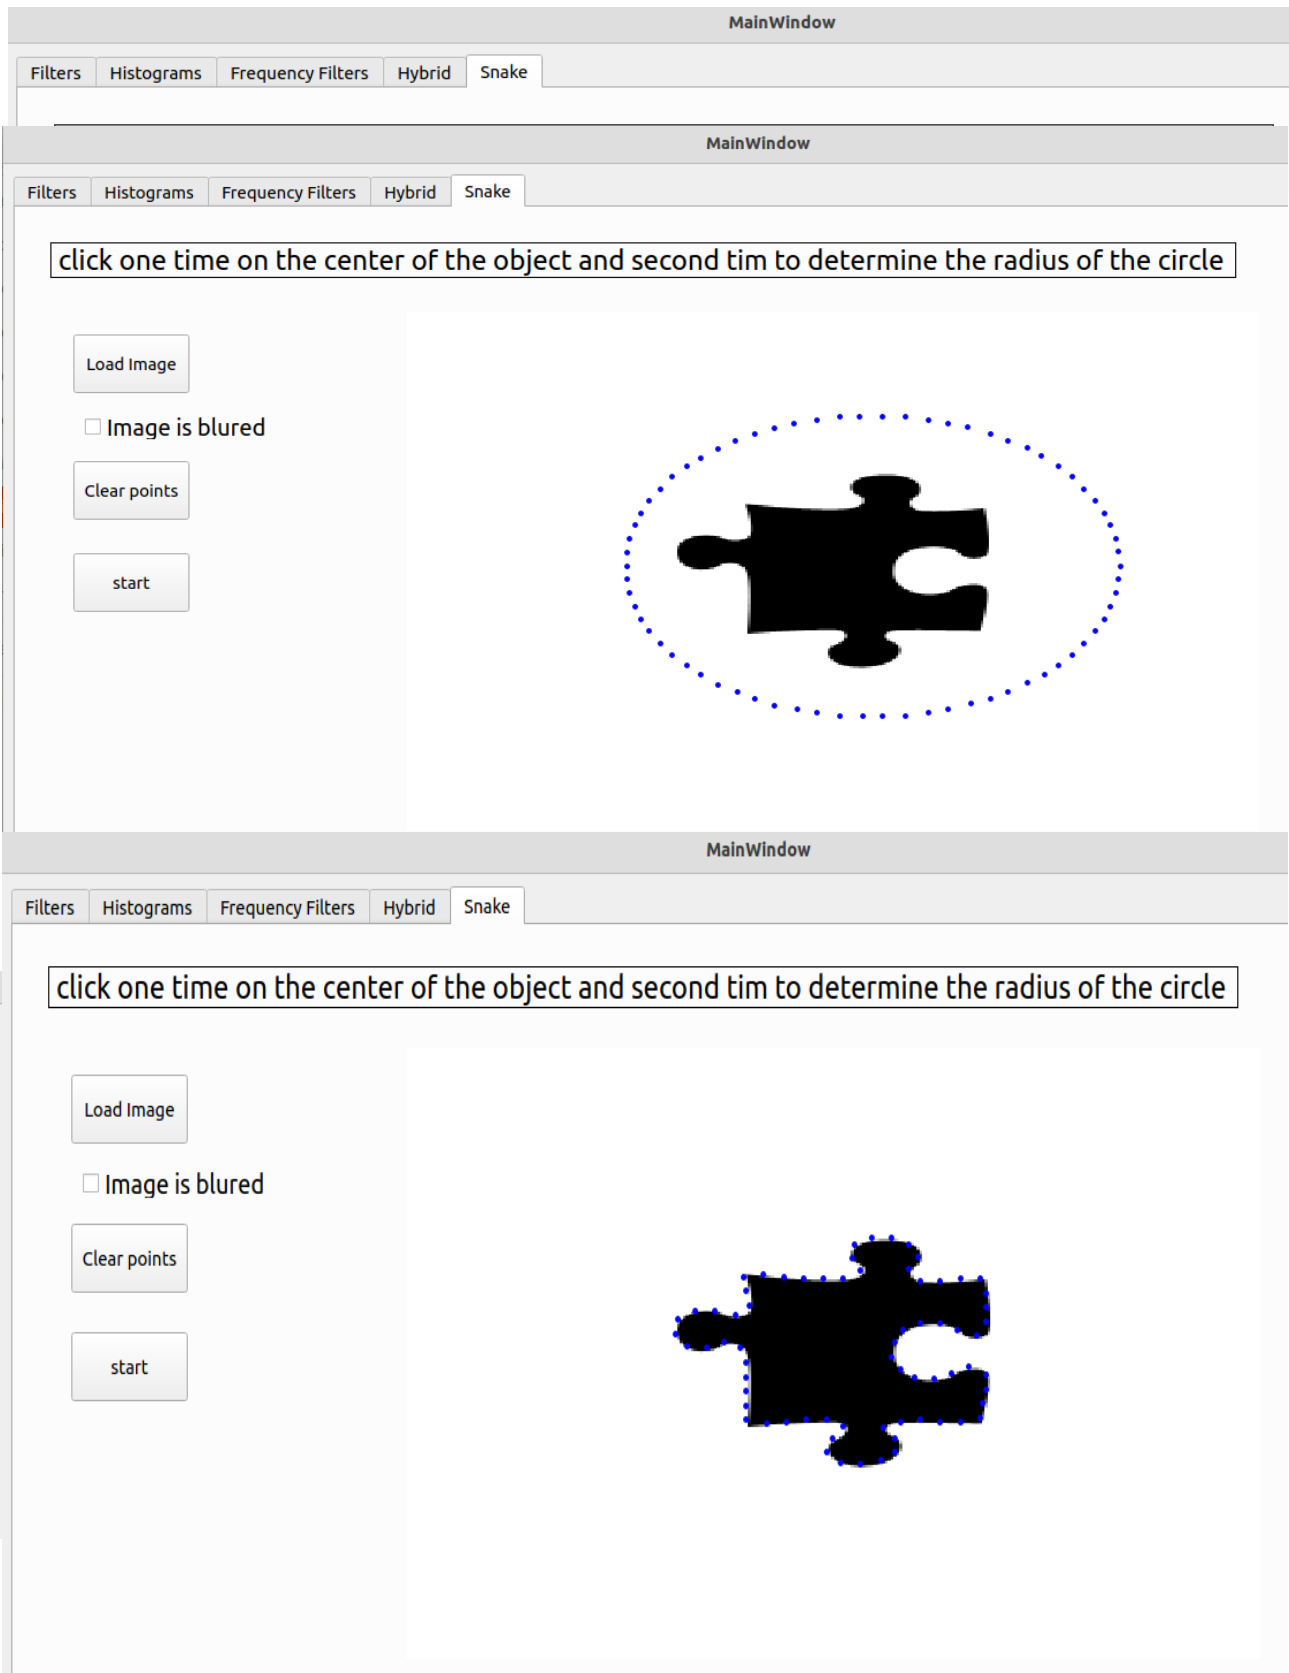 MainWindow
Filters Histograms Frequency Filters Hybrid Snake
MainWindow
Filters Histograms Frequency Filters Hybrid Snake
click one time on the center of the object and second tim to determine the radius of the circle
Load Image
Image is blured
Clear points
start
MainWindow
Filters Histograms Frequency Filters Hybrid Snake
click one time on the center of the object and second tim to determine the radius of the circle
Load Image
Image is blured
Clear points
start